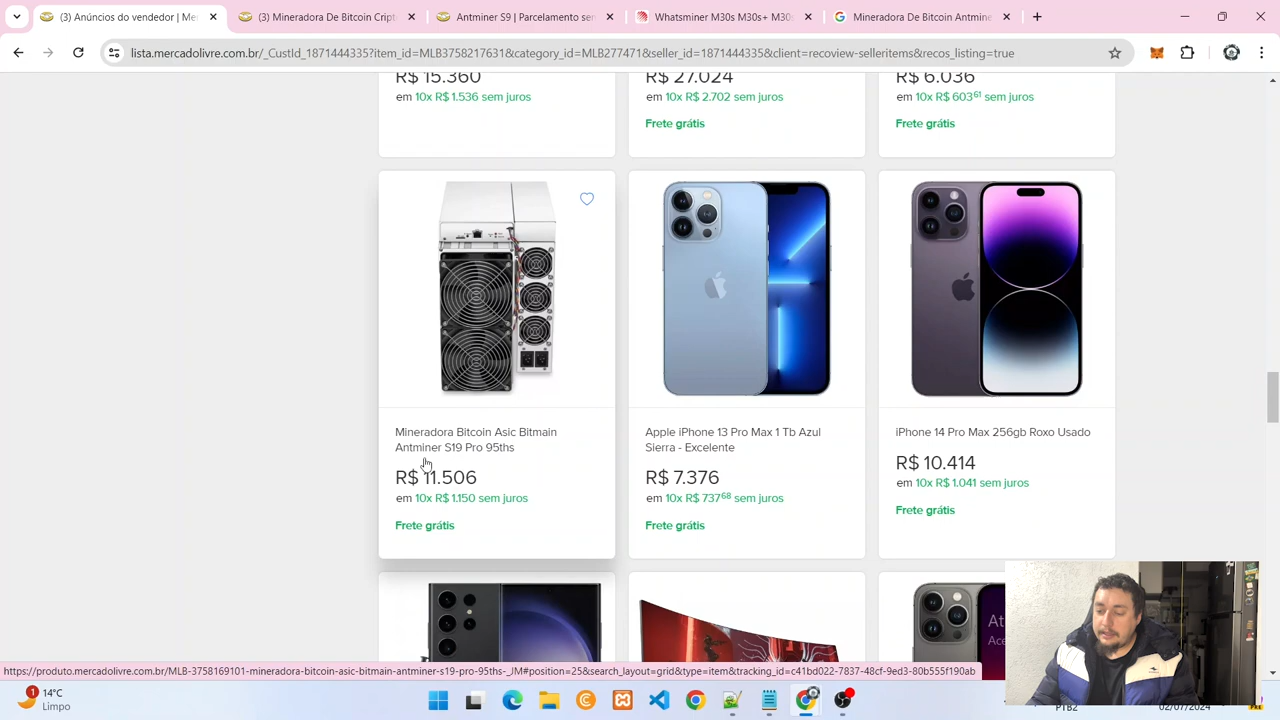 Anúncios do vendedor | Me
(3) Mineradora De Bitcoin Cript
Antminer S9 | Parcelamento sem
Whatsminer M30s M30s+ M30s
Mineradora De Bitcoin Antmine
lista.mercadolivre.com.br/_CustId_1871444335?item_id=MLB3758217631&category_id=MLB277471&seller_id=1871444335&client=recoview-selleritems&recos_listing=true
R$ 15.360
em 10x R$ 1.536 sem juros
R$ 27.024
em 10x R$ 2.702 sem juros
Frete grátis
R$ 6.036
em 10x R$ 603 61 sem juros
Frete grátis
Mineradora Bitcoin Asic Bitmain
Antminer S19 Pro 95ths
R$ 11.506
em 10x R$ 1.150 sem juros
Frete grátis
Apple iPhone 13 Pro Max 1 Tb Azul
Sierra - Excelente
R$ 7.376
em 10x R$ 737 68 sem juros
Frete grátis
iPhone 14 Pro Max 256gb Roxo Usado
R$ 10.414
em 10x R$ 1.041 sem juros
Frete grátis
https://produto.mercadolivre.com.br/MLB-3758169101-mineradora-bitcoin-asic-bitmain-antminer-s19-pro-95ths-_JM#position=25&search_layout=grid&type=item&tracking_id=c41bd022-7837-48cf-9ed3-80b555f190ab
1
14°C
Limpo
PTB2
02/07/2024